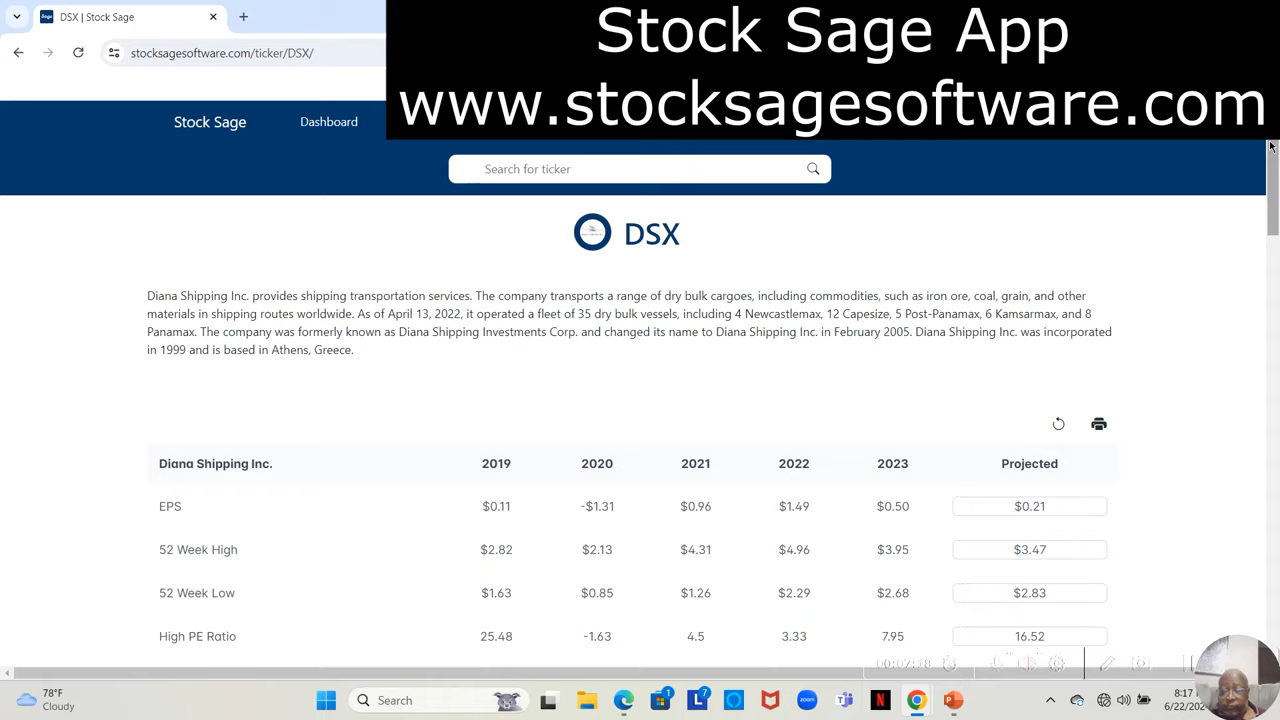 DSX | Stock Sage
Stock Sage App
www.stocksagesoftware.com
stocksagesoftware.com/ticker/DSX/
Stock Sage
Dashboard
Search for ticker
DSX
Diana Shipping Inc. provides shipping transportation services. The company transports a range of dry bulk cargoes, including commodities, such as iron ore, coal, grain, and other
materials in shipping routes worldwide. As of April 13, 2022, it operated a fleet of 35 dry bulk vessels, including 4 Newcastlemax, 12 Capesize, 5 Post-Panamax, 6 Kamsarmax, and 8
Panamax. The company was formerly known as Diana Shipping Investments Corp. and changed its name to Diana Shipping Inc. in February 2005. Diana Shipping Inc. was incorporated
in 1999 and is based in Athens, Greece.
Diana Shipping Inc. 2019 2020 2021 2022 2023 Projected
EPS $0.11 -$1.31 $0.96 $1.49 $0.50 $0.21
52 Week High $2.82 $2.13 $4.31 $4.96 $3.95 $3.47
52 Week Low $1.63 $0.85 $1.26 $2.29 $2.68 $2.83
High PE Ratio 25.48 -1.63 4.5 3.33 7.95 16.52
78°F
Cloudy
Search
8:17
6/22/2